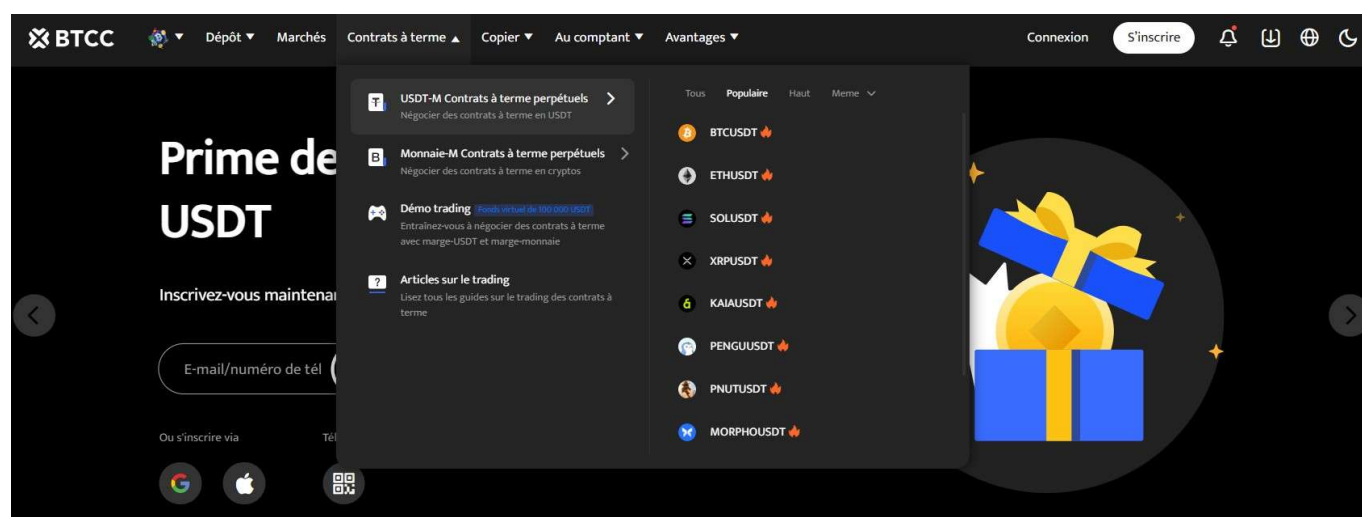 BTCC
Dépôt
Marchés
Contrats à terme
Copier
Au comptant
Avantages
Connexion
S'inscrire
USDT-M Contrats à terme perpétuels
Négocier des contrats à terme en USDT
Monnaie-M Contrats à terme perpétuels
Négocier des contrats à terme en cryptos
Démo trading Fonds virtuel de 100 000 USDT
Entraînez-vous à négocier des contrats à terme
avec marge-USDT et marge-monnaie
Articles sur le trading
Lisez tous les guides sur le trading des contrats à
terme
Tous Populaire Haut Meme
BTCUSDT
ETHUSDT
SOLUSDT
XRPUSDT
KAIAUSDT
PENGUUSDT
PNUTUSDT
MORPHOUSDT
Prime de
USDT
Inscrivez-vous maintenan
E-mail/numéro de tél
Ou s'inscrire via
Tél